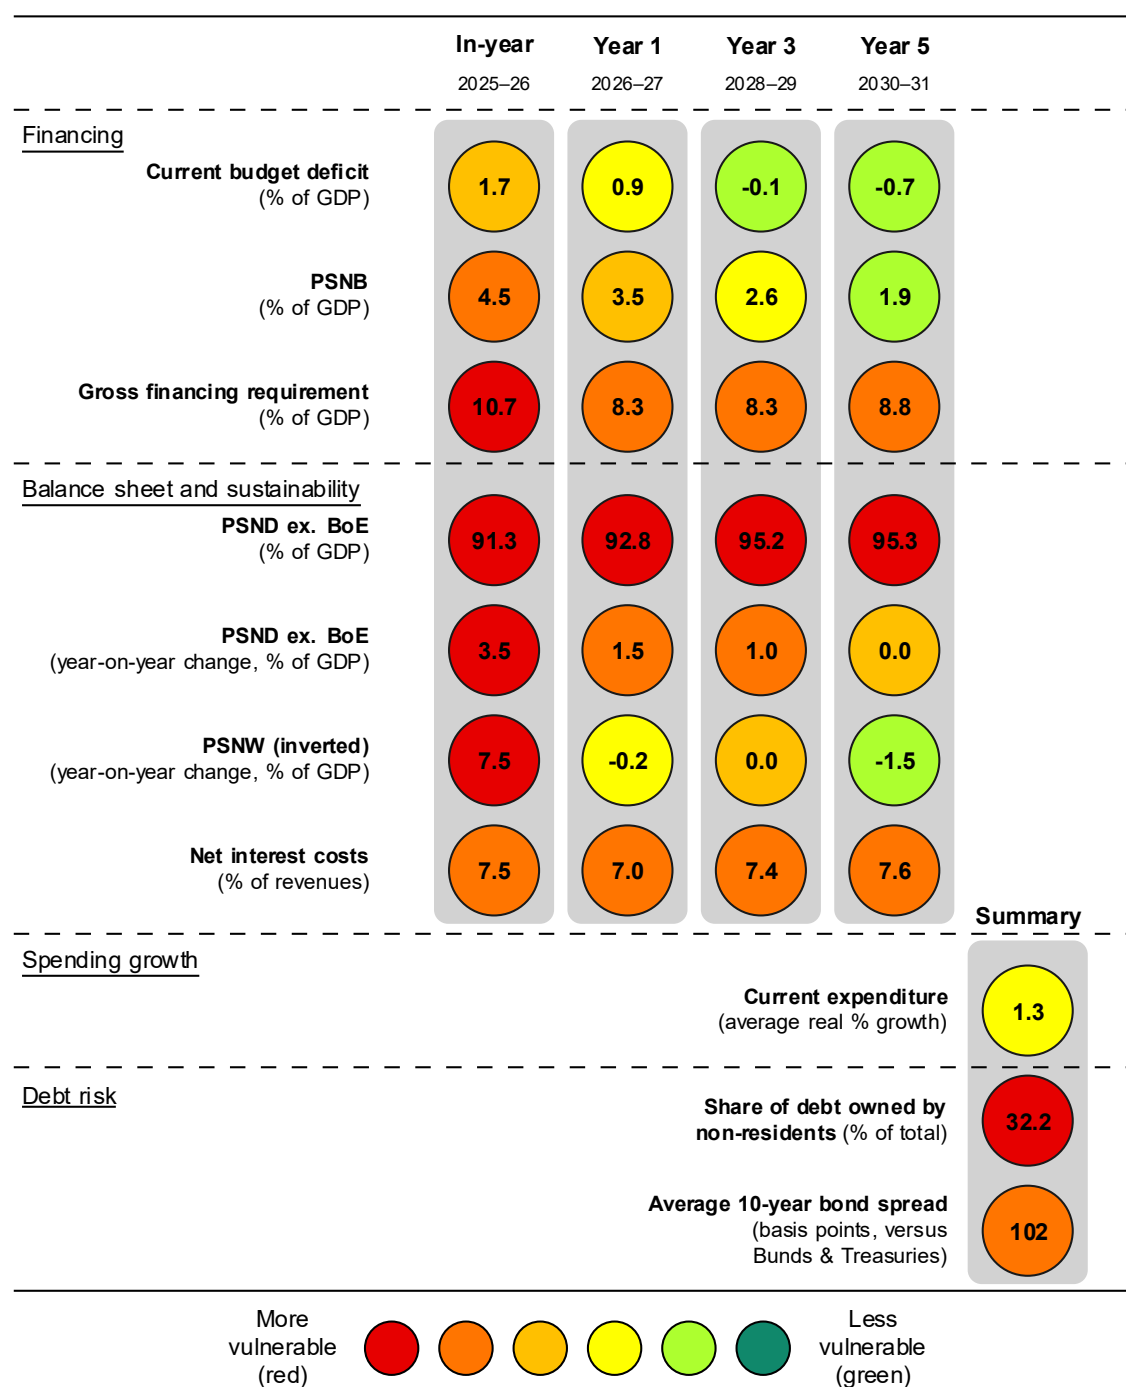 In-year Year 1 Year 3 Year 5
2025–26 2026–27 2028–29 2030–31
Financing
Current budget deficit
(% of GDP)
1.7 0.9 -0.1 -0.7
PSNB
(% of GDP)
4.5 3.5 2.6 1.9
Gross financing requirement
(% of GDP)
10.7 8.3 8.3 8.8
Balance sheet and sustainability
PSND ex. BoE
(% of GDP)
91.3 92.8 95.2 95.3
PSND ex. BoE
(year-on-year change, % of GDP)
3.5 1.5 1.0 0.0
PSNW (inverted)
(year-on-year change, % of GDP)
7.5 -0.2 0.0 -1.5
Net interest costs
(% of revenues)
7.5 7.0 7.4 7.6
Summary
Spending growth
Current expenditure
(average real % growth)
1.3
Debt risk
Share of debt owned by
non-residents (% of total)
32.2
Average 10-year bond spread
(basis points, versus
Bunds & Treasuries)
102
More
vulnerable
(red)
Less
vulnerable
(green)